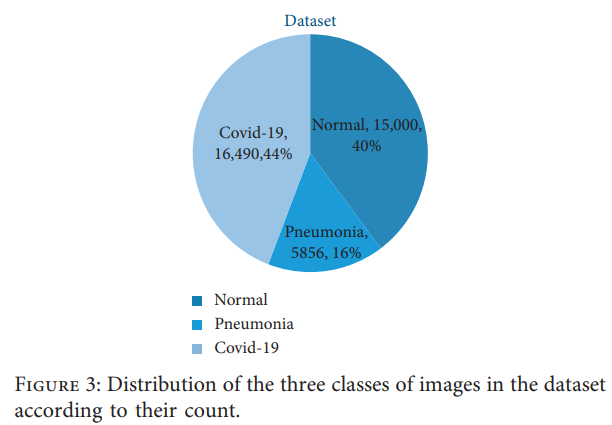 Dataset
Covid-19,
16,490,44%
Normal, 15,000,
40%
Pneumonia,
5856, 16%
Normal
Pneumonia
Covid-19
FIGURE 3: Distribution of the three classes of images in the dataset
according to their count.